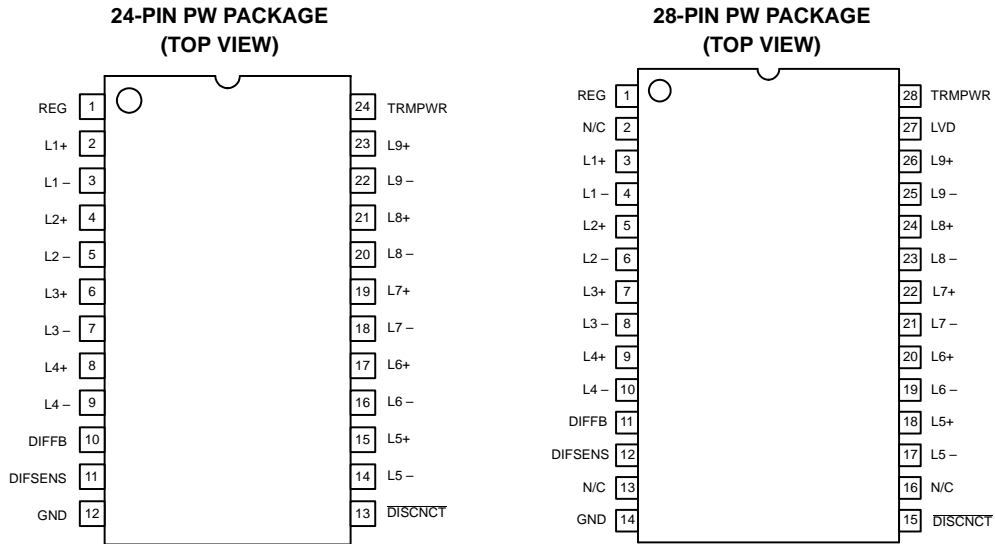 24-PIN PW PACKAGE
(TOP VIEW)
REG 1
L1+ 2
L1 – 3
L2+ 4
L2 – 5
L3+ 6
L3 – 7
L4+ 8
L4 – 9
DIFFB 10
DIFSENS 11
GND 12
24 TRMPWR
23 L9+
22 L9 –
21 L8+
20 L8 –
19 L7+
18 L7 –
17 L6+
16 L6 –
15 L5+
14 L5 –
13 DISCNCT
28-PIN PW PACKAGE
(TOP VIEW)
REG 1
N/C 2
L1+ 3
L1 – 4
L2+ 5
L2 – 6
L3+ 7
L3 – 8
L4+ 9
L4 – 10
DIFFB 11
DIFSENS 12
N/C 13
GND 14
28 TRMPWR
27 LVD
26 L9+
25 L9 –
24 L8+
23 L8 –
22 L7+
21 L7 –
20 L6+
19 L6 –
18 L5+
17 L5 –
16 N/C
15 DISCNCT